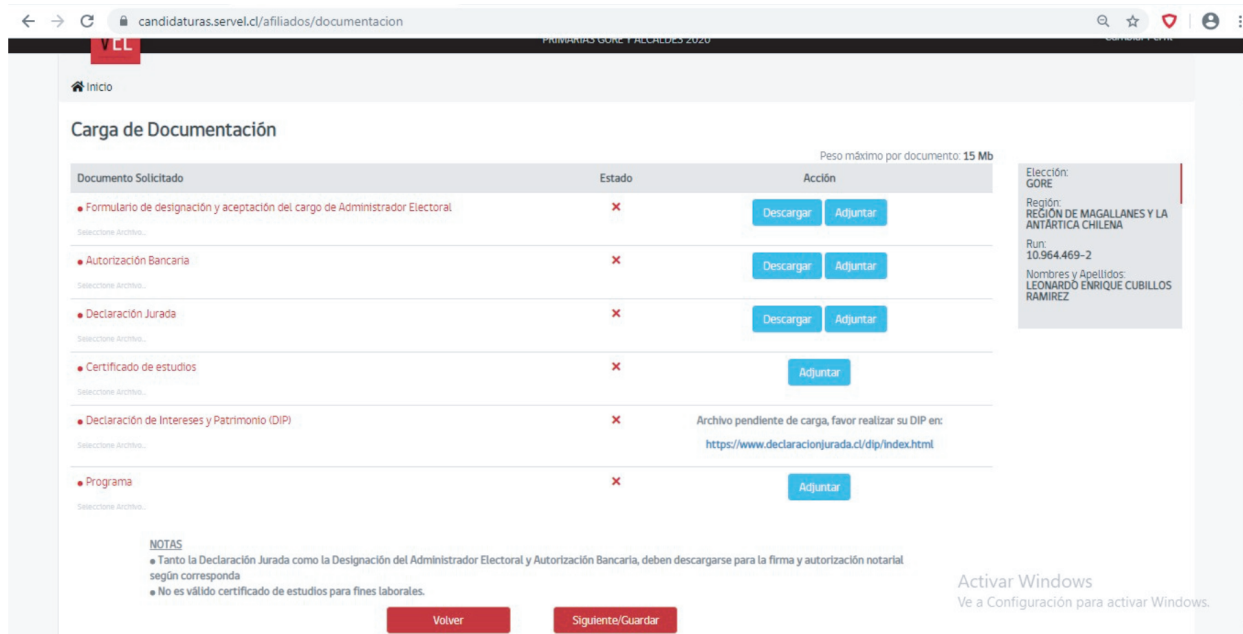 candidaturas.servel.cl/afiliados/documentacion
VEL
PRIMARIAS GORE Y ALCALDES 2020
Cambiar Perfil
Inicio
Carga de Documentación
Peso máximo por documento: 15 Mb
Documento Solicitado Estado Acción
• Formulario de designación y aceptación del cargo de Administrador Electoral
Descargar Adjuntar
Seleccione Archivo...
• Autorización Bancaria
Descargar Adjuntar
Seleccione Archivo...
• Declaración Jurada
Descargar Adjuntar
Seleccione Archivo...
• Certificado de estudios
Adjuntar
Seleccione Archivo...
• Declaración de Intereses y Patrimonio (DIP)
Archivo pendiente de carga, favor realizar su DIP en:
https://www.declaracionjurada.cl/dip/index.html
Seleccione Archivo...
• Programa
Adjuntar
Seleccione Archivo...
Elección:
GORE
Región:
REGIÓN DE MAGALLANES Y LA
ANTÁRTICA CHILENA
Run:
10.964.469-2
Nombres y Apellidos:
LEONARDO ENRIQUE CUBILLOS
RAMIREZ
NOTAS
• Tanto la Declaración Jurada como la Designación del Administrador Electoral y Autorización Bancaria, deben descargarse para la firma y autorización notarial
según corresponda
• No es válido certificado de estudios para fines laborales.
Volver Siguiente/Guardar
Activar Windows
Ve a Configuración para activar Windows.